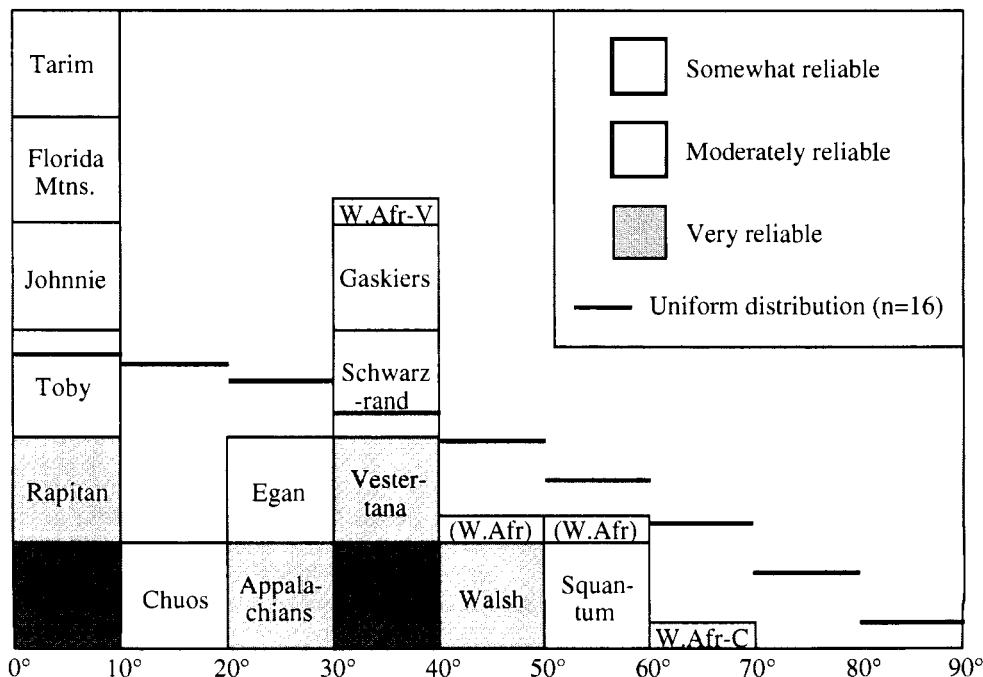 Tarim
Florida
Mtns.
Johnnie
Toby
Rapitan
Chuos
Egan
Appala-
chians
W.Afr-V
Gaskiers
Schwarz
-rand
Vester-
tana
(W.Afr)
Walsh
(W.Afr)
Squan-
tum
W.Afr-C
Somewhat reliable
Moderately reliable
Very reliable
Uniform distribution (n=16)
0° 10° 20° 30° 40° 50° 60° 70° 80° 90°